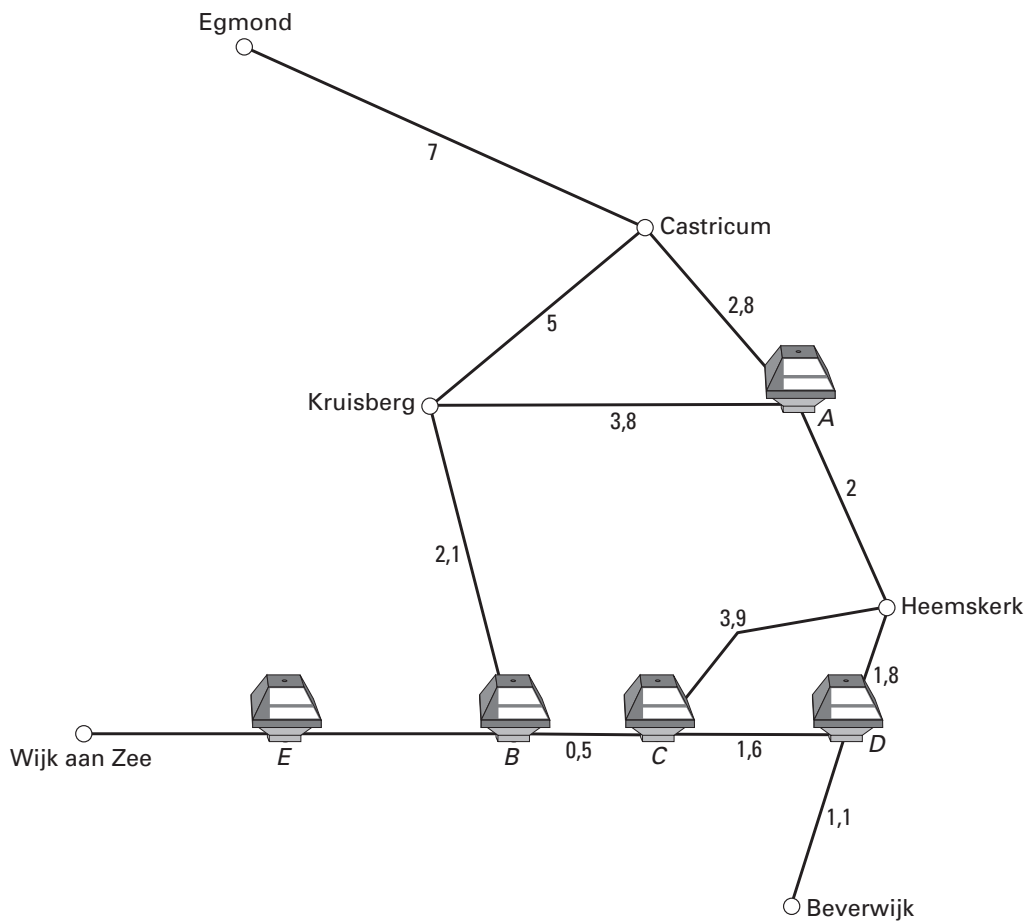 Egmond
7
Castricum
2,8
5
Kruisberg
3,8
A
2
2,1
3,9
Heemskerk
1,8
Wijk aan Zee
E
B
0,5
C
1,6
D
1,1
Beverwijk